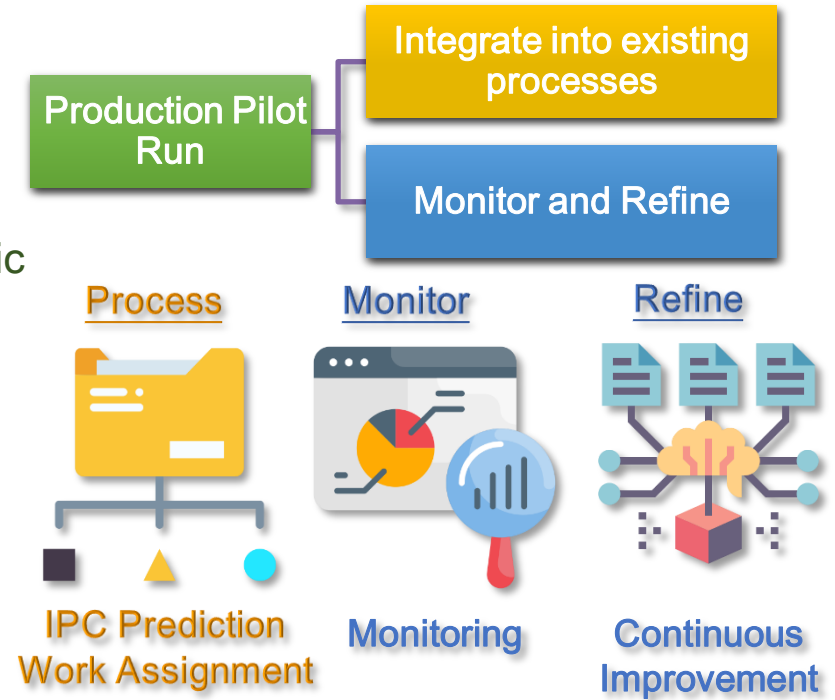 Integrate into existing
processes
Production Pilot
Run
Monitor and Refine
ic
Process
Monitor
Refine
IPC Prediction
Work Assignment
Monitoring
Continuous
Improvement